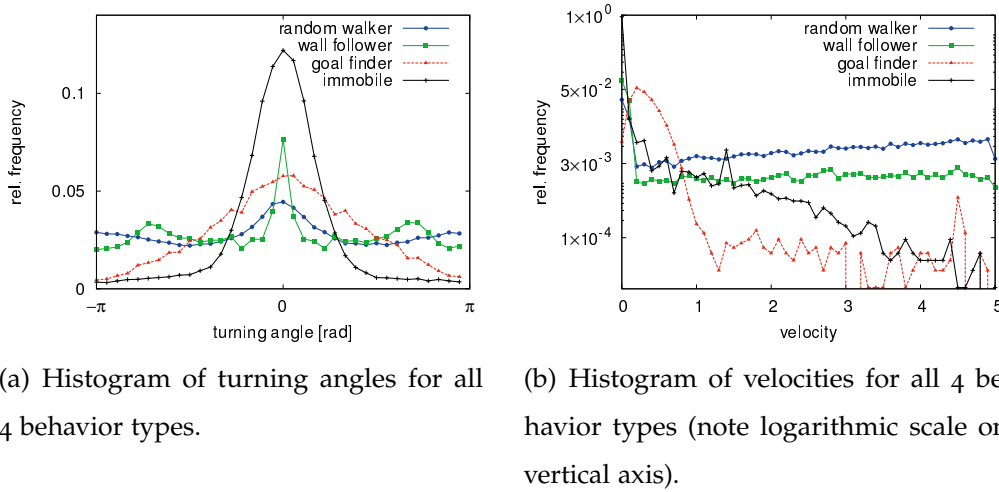 random walker
wall follower
goal finder
immobile
rel. frequency
0.1
0.05
0
−π
0
π
turning angle [rad]
random walker
wall follower
goal finder
immobile
rel. frequency
1×10⁰
5×10⁻²
3×10⁻³
1×10⁻⁴
0
1
2
3
4
5
velocity
(a) Histogram of turning angles for all
4 behavior types.
(b) Histogram of velocities for all 4 be
havior types (note logarithmic scale on
vertical axis).